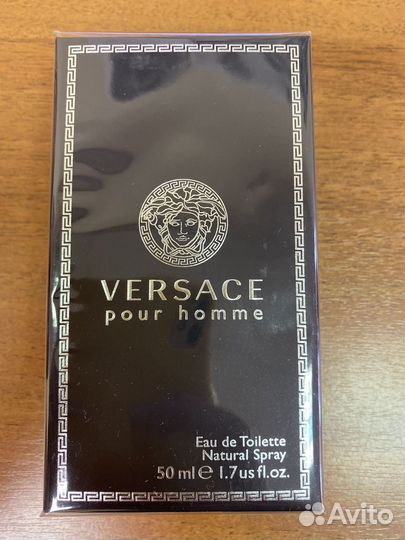 VERSACE
pour homme
Eau de Toilette
Natural Spray
50 ml ℮ 1.7 us fl. oz.
Avito